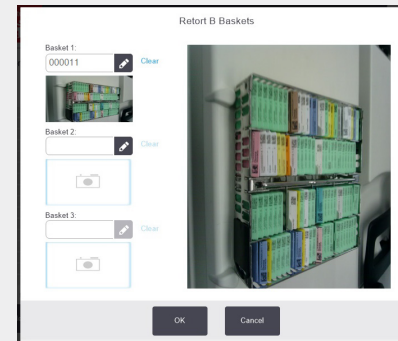 Retort B Baskets
Basket 1:
000011
Clear
Basket 2:
Clear
Basket 3:
Clear
OK
Cancel